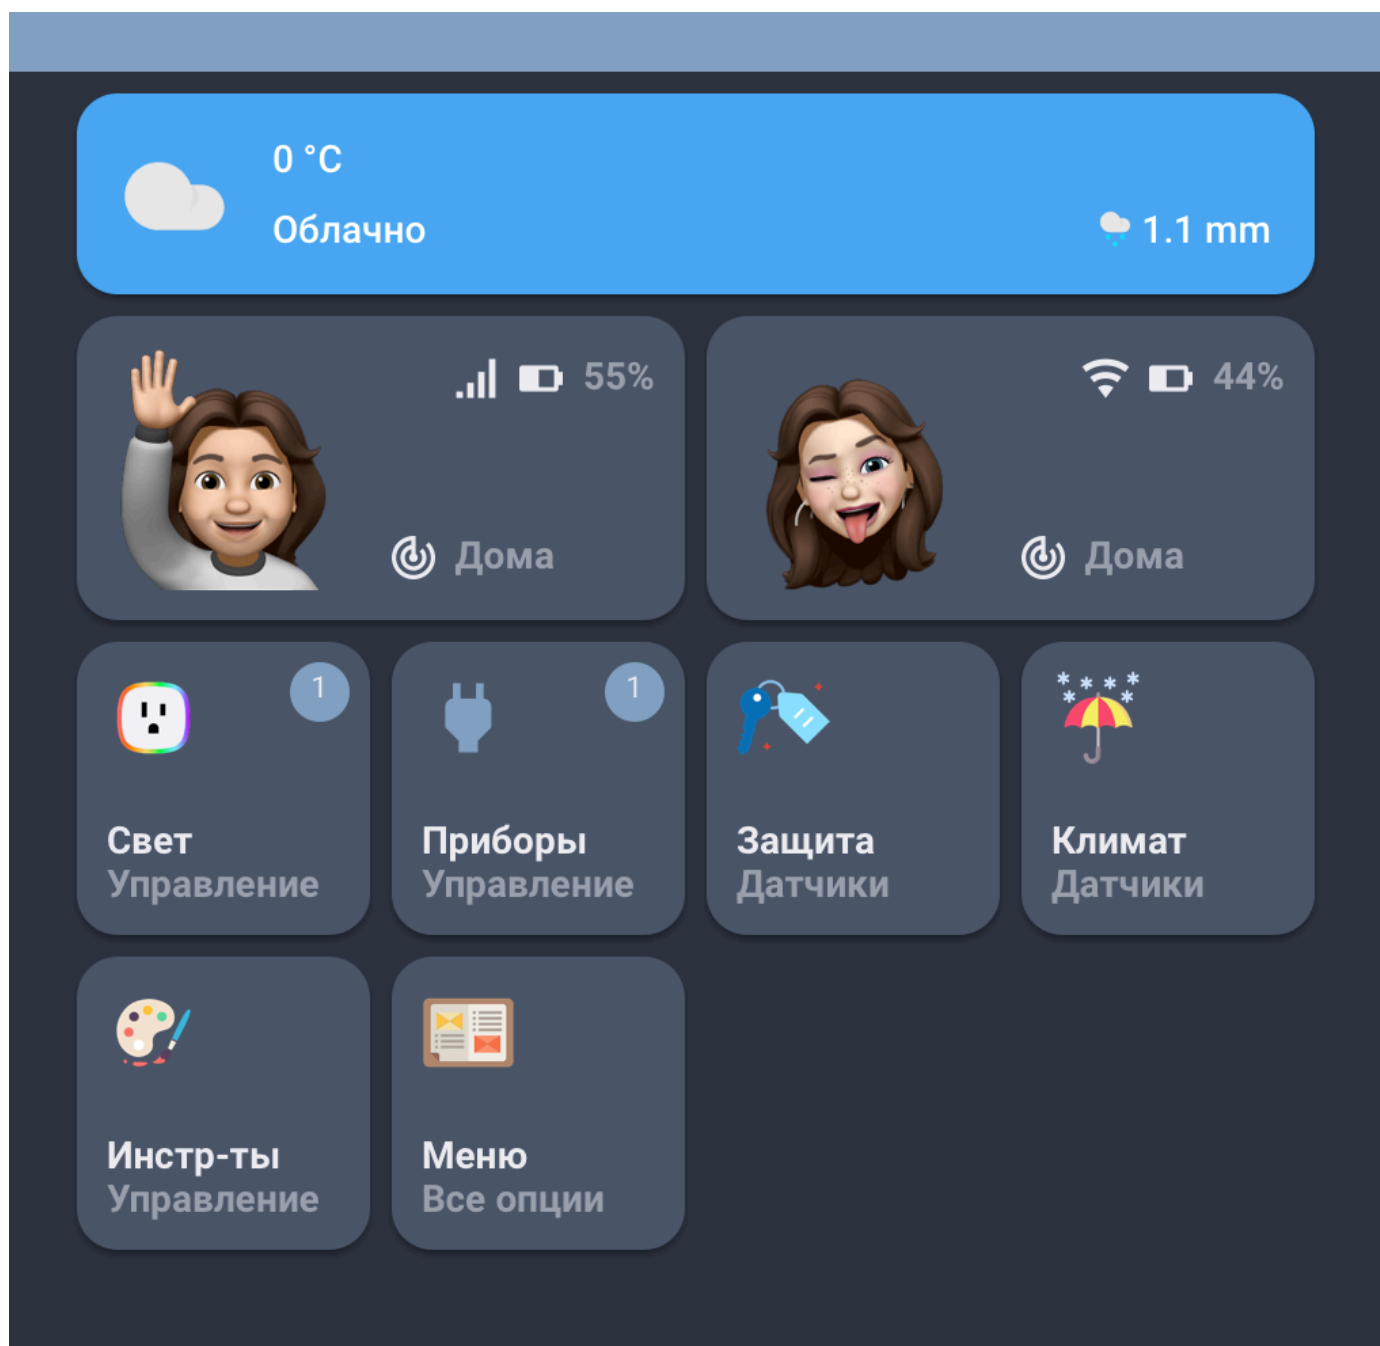 0 °C
Облачно
1.1 mm
55%
Дома
44%
Дома
1
Свет
Управление
1
Приборы
Управление
Защита
Датчики
Климат
Датчики
Инстр-ты
Управление
Меню
Все опции